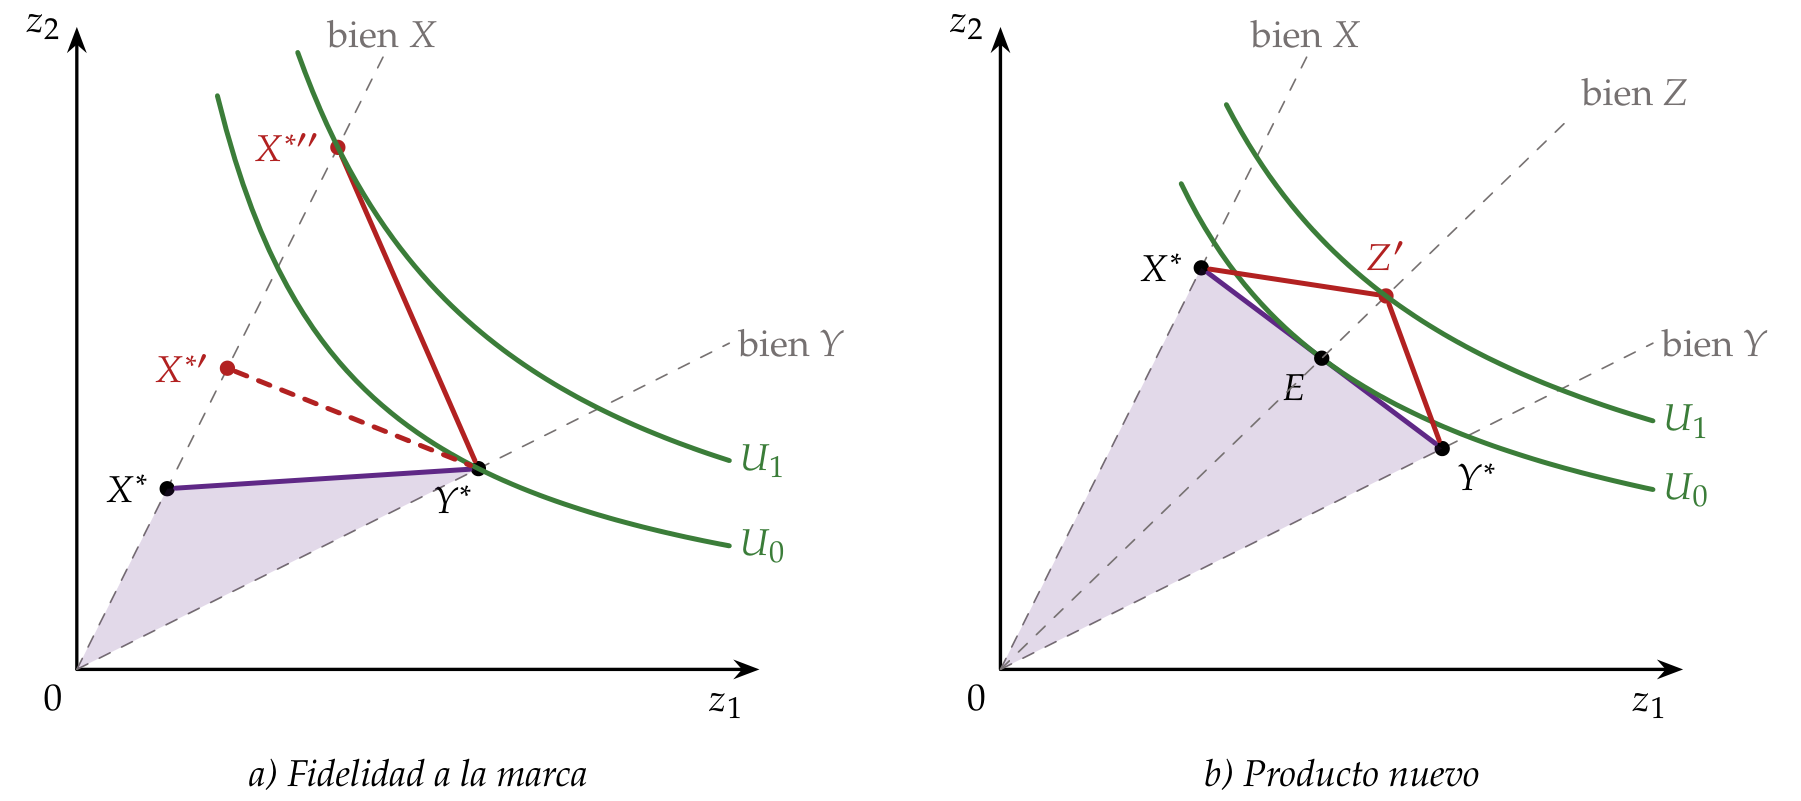 z₂
bien X
X*″
X*′
bien Y
X*
Y*
U₁
U₀
0
z₁
a) Fidelidad a la marca
z₂
bien X
bien Z
X*
Z′
bien Y
E
U₁
Y*
U₀
0
z₁
b) Producto nuevo